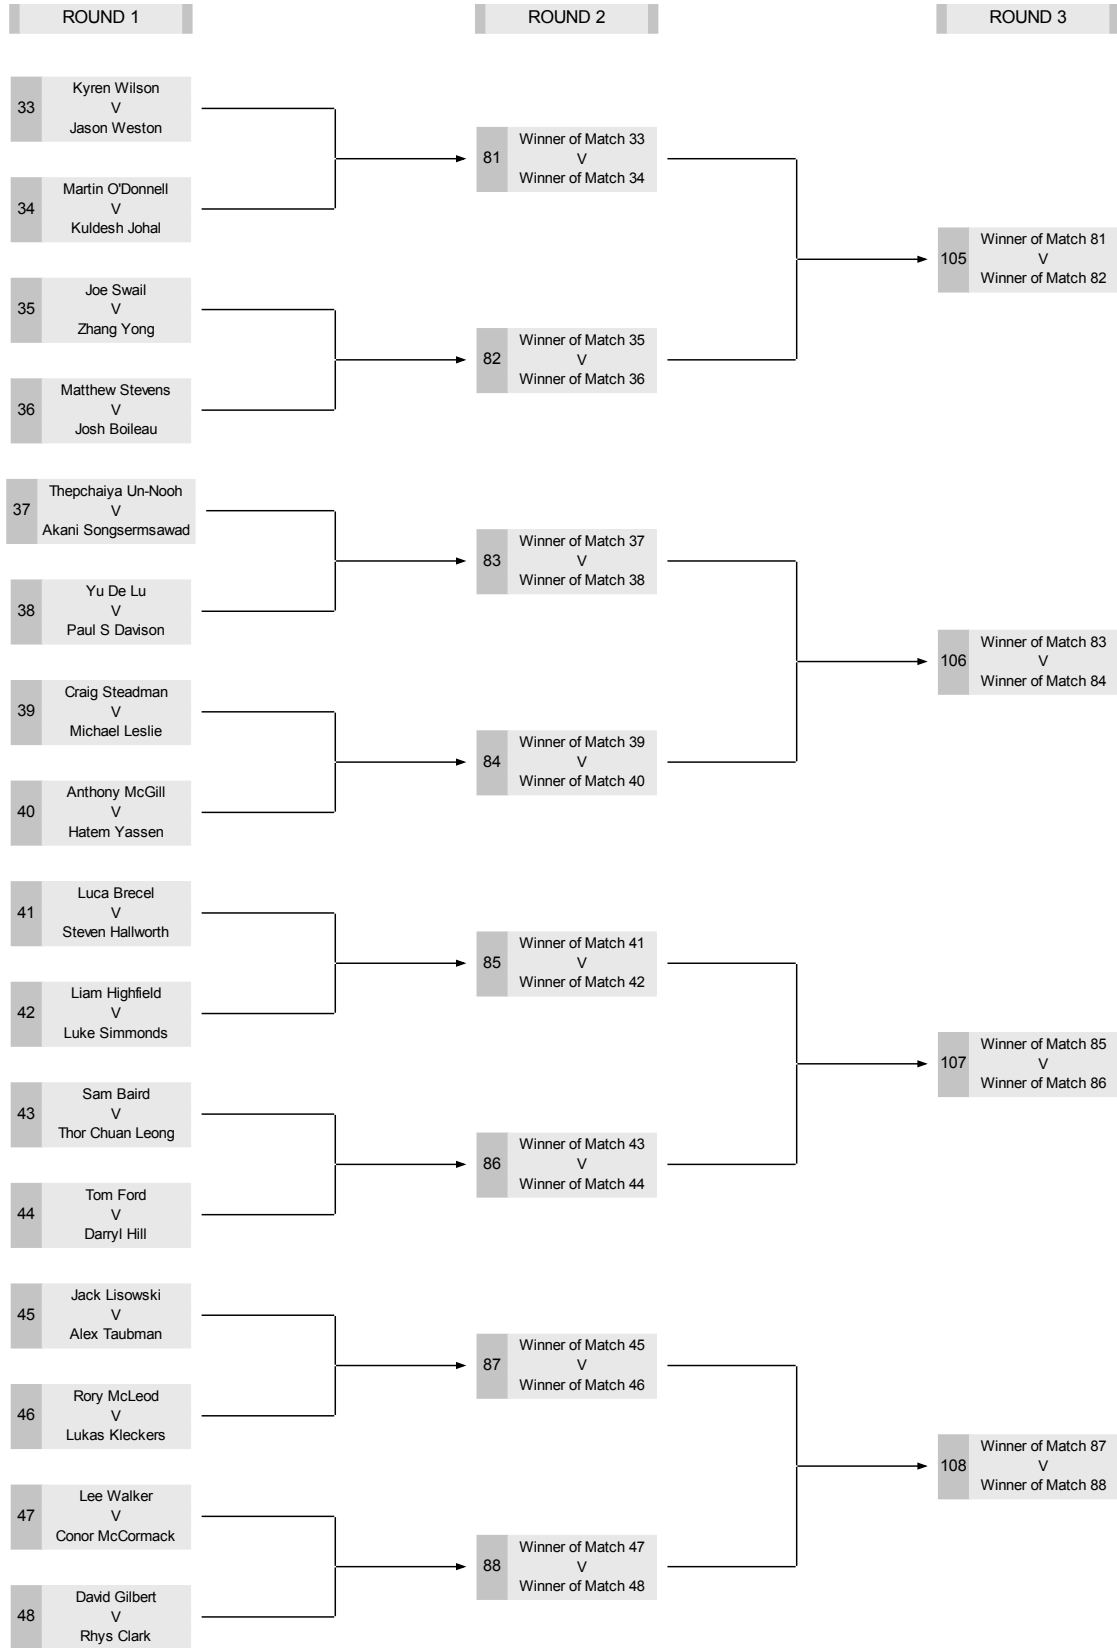 ROUND 1
ROUND 2
ROUND 3
33
Kyren Wilson
V
Jason Weston
34
Martin O'Donnell
V
Kuldesh Johal
35
Joe Swail
V
Zhang Yong
36
Matthew Stevens
V
Josh Boileau
37
Thepchaiya Un-Nooh
V
Akani Songsermsawad
38
Yu De Lu
V
Paul S Davison
39
Craig Steadman
V
Michael Leslie
40
Anthony McGill
V
Hatem Yassen
41
Luca Brecel
V
Steven Hallworth
42
Liam Highfield
V
Luke Simmonds
43
Sam Baird
V
Thor Chuan Leong
44
Tom Ford
V
Darryl Hill
45
Jack Lisowski
V
Alex Taubman
46
Rory McLeod
V
Lukas Kleckers
47
Lee Walker
V
Conor McCormack
48
David Gilbert
V
Rhys Clark
81
Winner of Match 33
V
Winner of Match 34
82
Winner of Match 35
V
Winner of Match 36
83
Winner of Match 37
V
Winner of Match 38
84
Winner of Match 39
V
Winner of Match 40
85
Winner of Match 41
V
Winner of Match 42
86
Winner of Match 43
V
Winner of Match 44
87
Winner of Match 45
V
Winner of Match 46
88
Winner of Match 47
V
Winner of Match 48
105
Winner of Match 81
V
Winner of Match 82
106
Winner of Match 83
V
Winner of Match 84
107
Winner of Match 85
V
Winner of Match 86
108
Winner of Match 87
V
Winner of Match 88